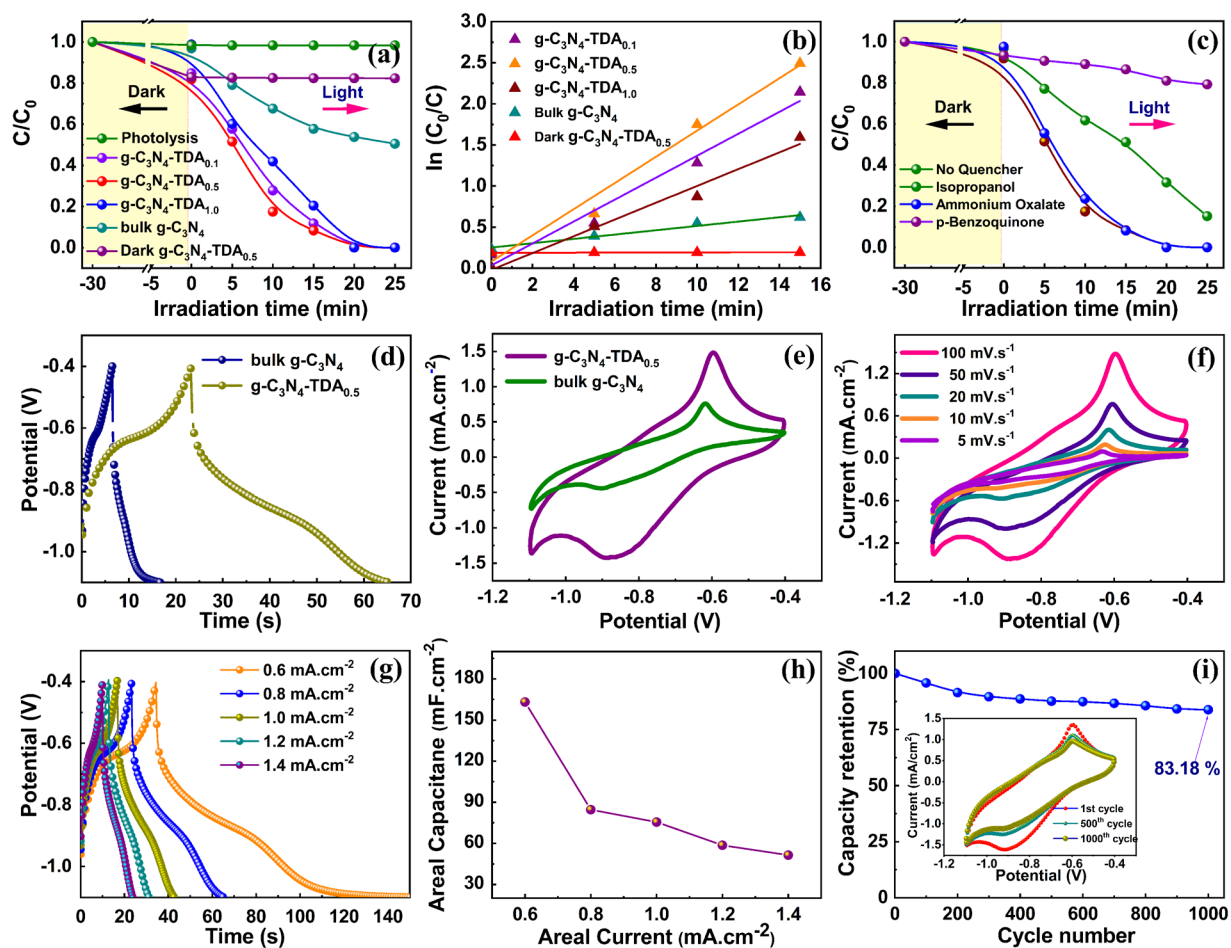 (a)
C/C₀
1.0
0.8
0.6
0.4
0.2
0.0
Dark
Light
Photolysis
g-C₃N₄-TDA₀.₁
g-C₃N₄-TDA₀.₅
g-C₃N₄-TDA₁.₀
bulk g-C₃N₄
Dark g-C₃N₄-TDA₀.₅
-30 -5 0 5 10 15 20 25
Irradiation time (min)
(b)
ln (C₀/C)
3.0
2.5
2.0
1.5
1.0
0.5
0.0
g-C₃N₄-TDA₀.₁
g-C₃N₄-TDA₀.₅
g-C₃N₄-TDA₁.₀
Bulk g-C₃N₄
Dark g-C₃N₄-TDA₀.₅
0 2 4 6 8 10 12 14 16
Irradiation time (min)
(c)
C/C₀
1.0
0.8
0.6
0.4
0.2
0.0
Dark
Light
No Quencher
Isopropanol
Ammonium Oxalate
p-Benzoquinone
-30 -5 0 5 10 15 20 25
Irradiation time (min)
(d)
Potential (V)
-0.4
-0.6
-0.8
-1.0
bulk g-C₃N₄
g-C₃N₄-TDA₀.₅
0 10 20 30 40 50 60 70
Time (s)
(e)
Current (mA.cm⁻²)
1.5
1.0
0.5
0.0
-0.5
-1.0
-1.5
g-C₃N₄-TDA₀.₅
bulk g-C₃N₄
-1.2 -1.0 -0.8 -0.6 -0.4
Potential (V)
(f)
Current (mA.cm⁻²)
1.8
1.2
0.6
0.0
-0.6
-1.2
-1.8
100 mV.s⁻¹
50 mV.s⁻¹
20 mV.s⁻¹
10 mV.s⁻¹
5 mV.s⁻¹
-1.2 -1.0 -0.8 -0.6 -0.4
Potential (V)
(g)
Potential (V)
-0.4
-0.6
-0.8
-1.0
0.6 mA.cm⁻²
0.8 mA.cm⁻²
1.0 mA.cm⁻²
1.2 mA.cm⁻²
1.4 mA.cm⁻²
0 20 40 60 80 100 120 140
Time (s)
(h)
Areal Capacitane (mF.cm⁻²)
180
150
120
90
60
30
0.6 0.8 1.0 1.2 1.4
Areal Current (mA.cm⁻²)
(i)
Capacity retention (%)
100
75
50
25
0
83.18 %
Current (mA/cm²)
1.5
1.0
0.5
0.0
-0.5
-1.0
-1.5
1st cycle
500ᵗʰ cycle
1000ᵗʰ cycle
-1.2 -1.0 -0.8 -0.6 -0.4
Potential (V)
0 200 400 600 800 1000
Cycle number